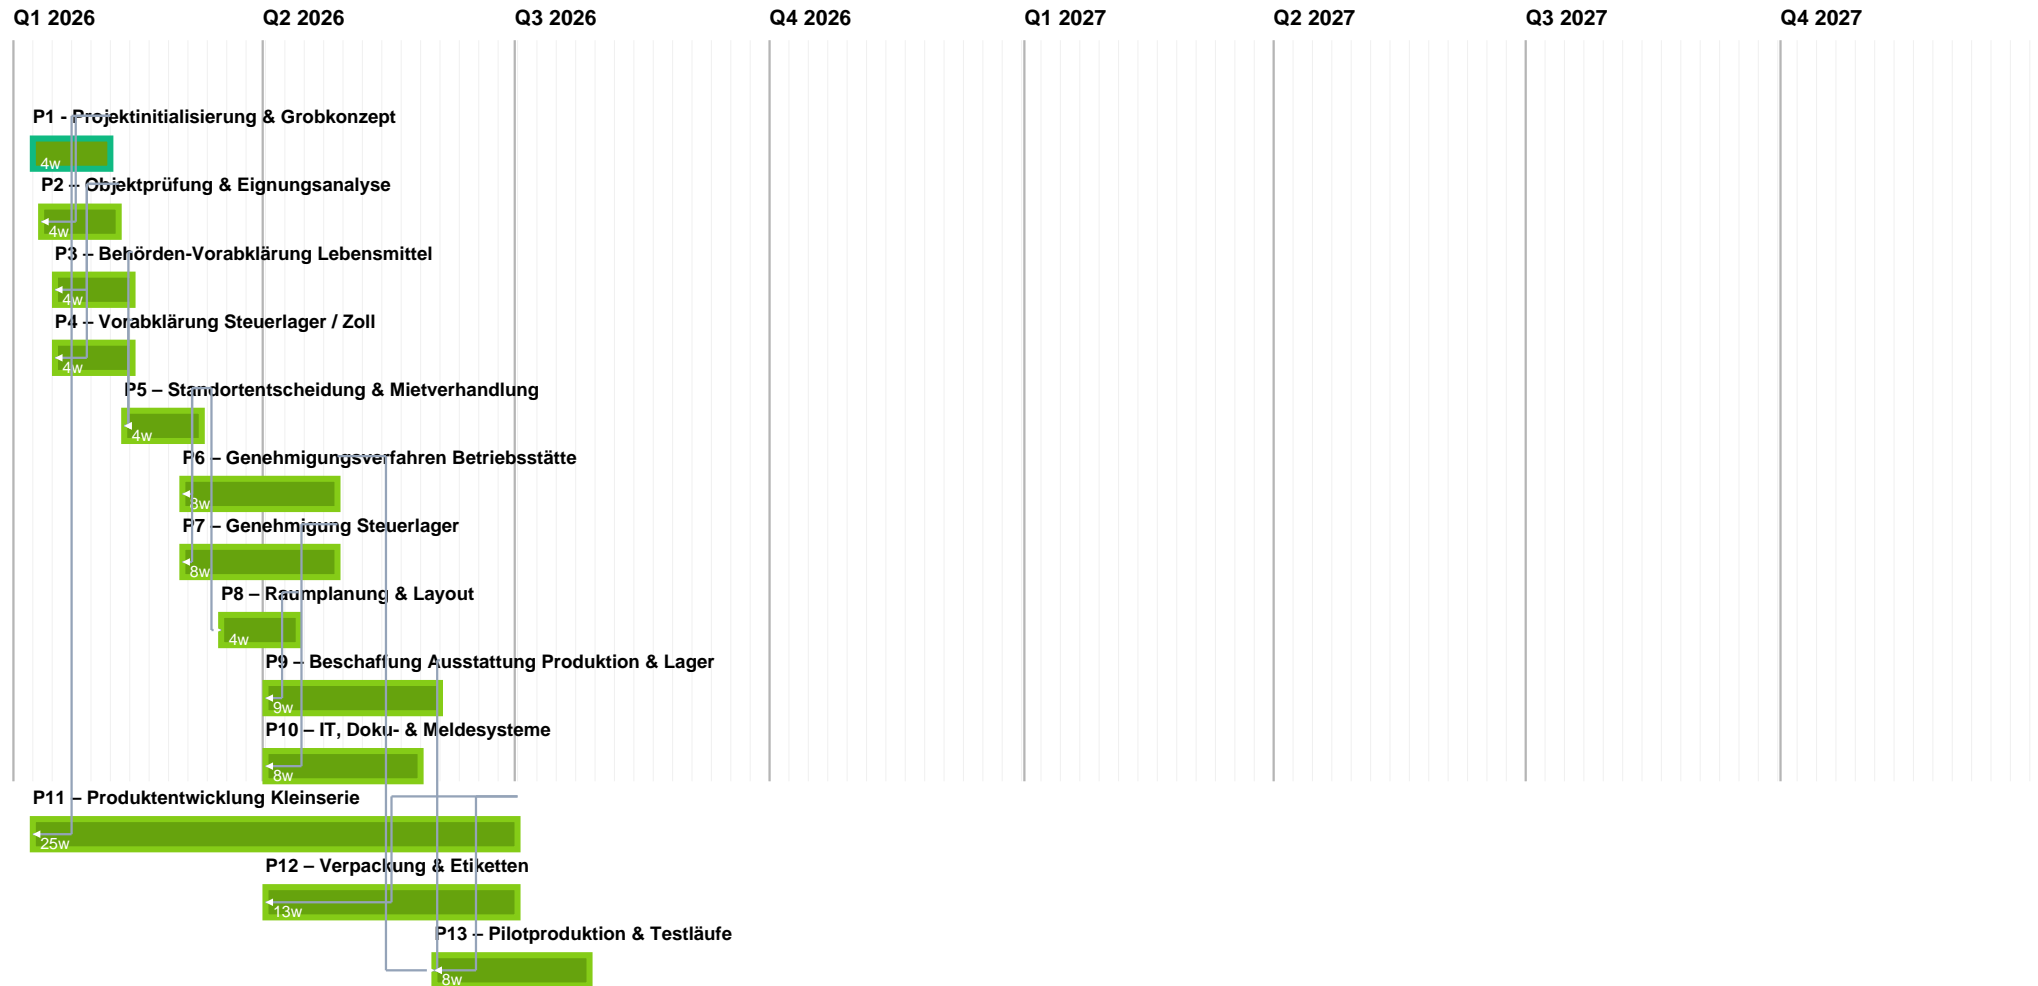 Q1 2026 Q2 2026 Q3 2026 Q4 2026 Q1 2027 Q2 2027 Q3 2027 Q4 2027
P1 - Projektinitialisierung & Grobkonzept
4w
P2 – Objektprüfung & Eignungsanalyse
4w
P3 – Behörden-Vorabklärung Lebensmittel
4w
P4 – Vorabklärung Steuerlager / Zoll
4w
P5 – Standortentscheidung & Mietverhandlung
4w
P6 – Genehmigungsverfahren Betriebsstätte
8w
P7 – Genehmigung Steuerlager
8w
P8 – Raumplanung & Layout
4w
P9 – Beschaffung Ausstattung Produktion & Lager
9w
P10 – IT, Doku- & Meldesysteme
8w
P11 – Produktentwicklung Kleinserie
25w
P12 – Verpackung & Etiketten
13w
P13 – Pilotproduktion & Testläufe
8w